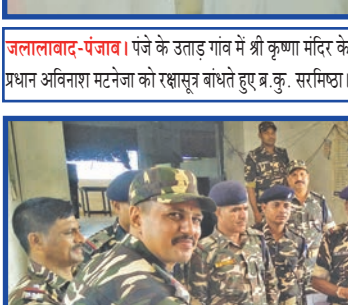 जलालाबाद-पंजाब। पंजे के उताड़ गांव में श्री कृष्णा मंदिर के
प्रधान अविनाश मटनेजा को रक्षासूत्र बांधते हुए ब्र.कु. सरमिष्ठा।